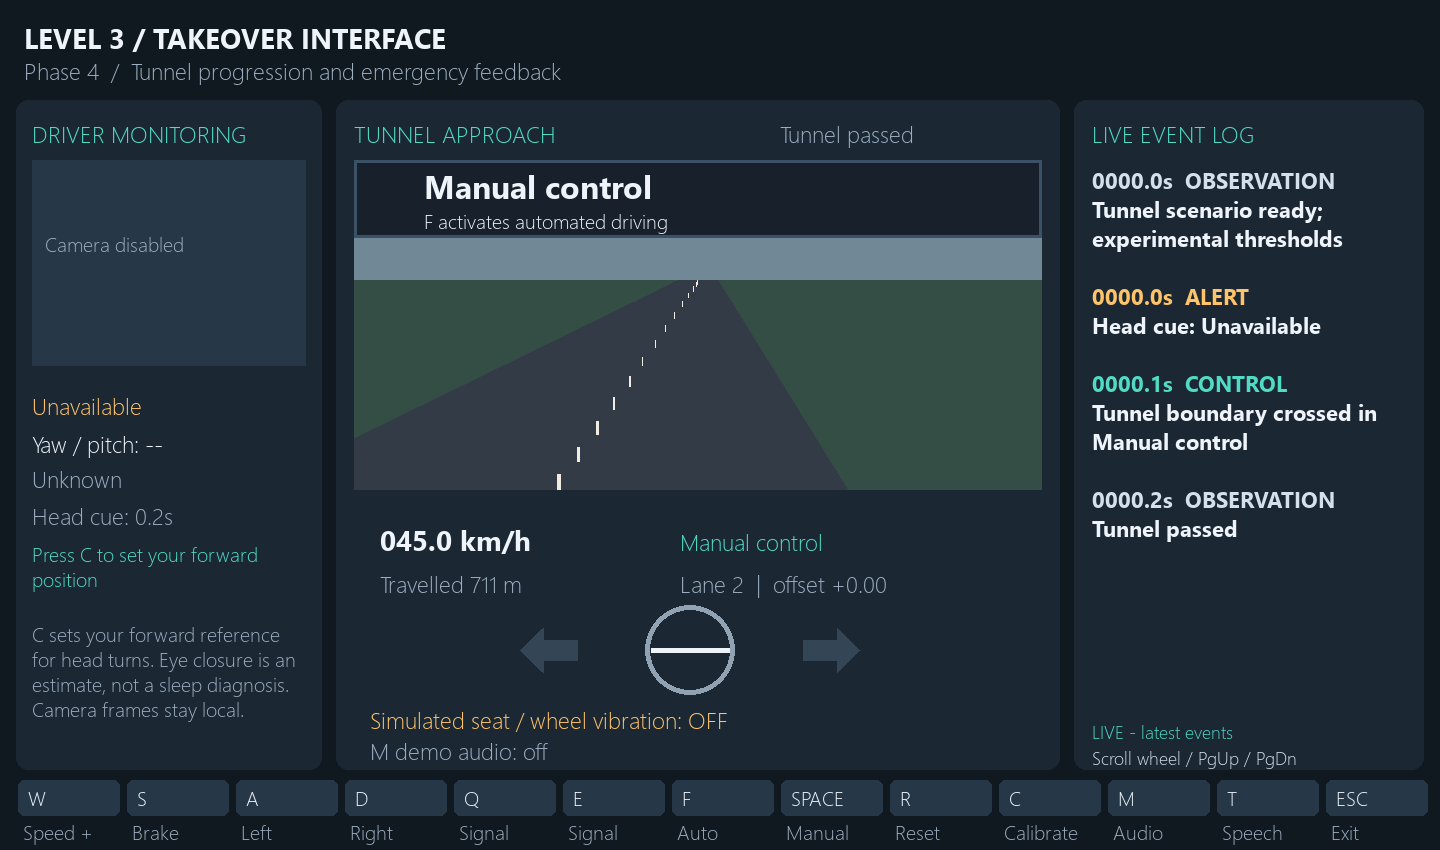 LEVEL 3 / TAKEOVER INTERFACE
Phase 4 / Tunnel progression and emergency feedback
DRIVER MONITORING
Camera disabled
Unavailable
Yaw / pitch: --
Unknown
Head cue: 0.2s
Press C to set your forward
position
C sets your forward reference
for head turns. Eye closure is an
estimate, not a sleep diagnosis.
Camera frames stay local.
TUNNEL APPROACH
Tunnel passed
Manual control
F activates automated driving
045.0 km/h
Manual control
Travelled 711 m
Lane 2 | offset +0.00
Simulated seat / wheel vibration: OFF
M demo audio: off
LIVE EVENT LOG
0000.0s OBSERVATION
Tunnel scenario ready;
experimental thresholds
0000.0s ALERT
Head cue: Unavailable
0000.1s CONTROL
Tunnel boundary crossed in
Manual control
0000.2s OBSERVATION
Tunnel passed
LIVE - latest events
Scroll wheel / PgUp / PgDn
W
Speed +
S
Brake
A
Left
D
Right
Q
Signal
E
Signal
F
Auto
SPACE
Manual
R
Reset
C
Calibrate
M
Audio
T
Speech
ESC
Exit